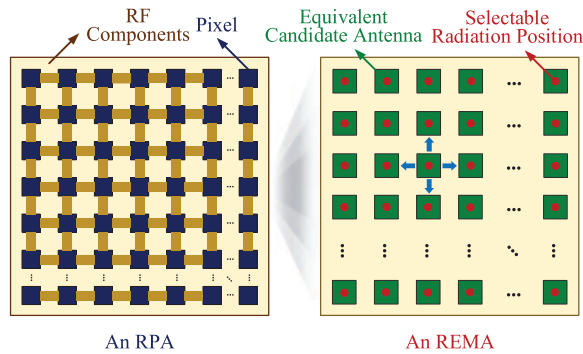 RF
Components
Pixel
Equivalent
Candidate Antenna
Selectable
Radiation Position
An RPA
An REMA